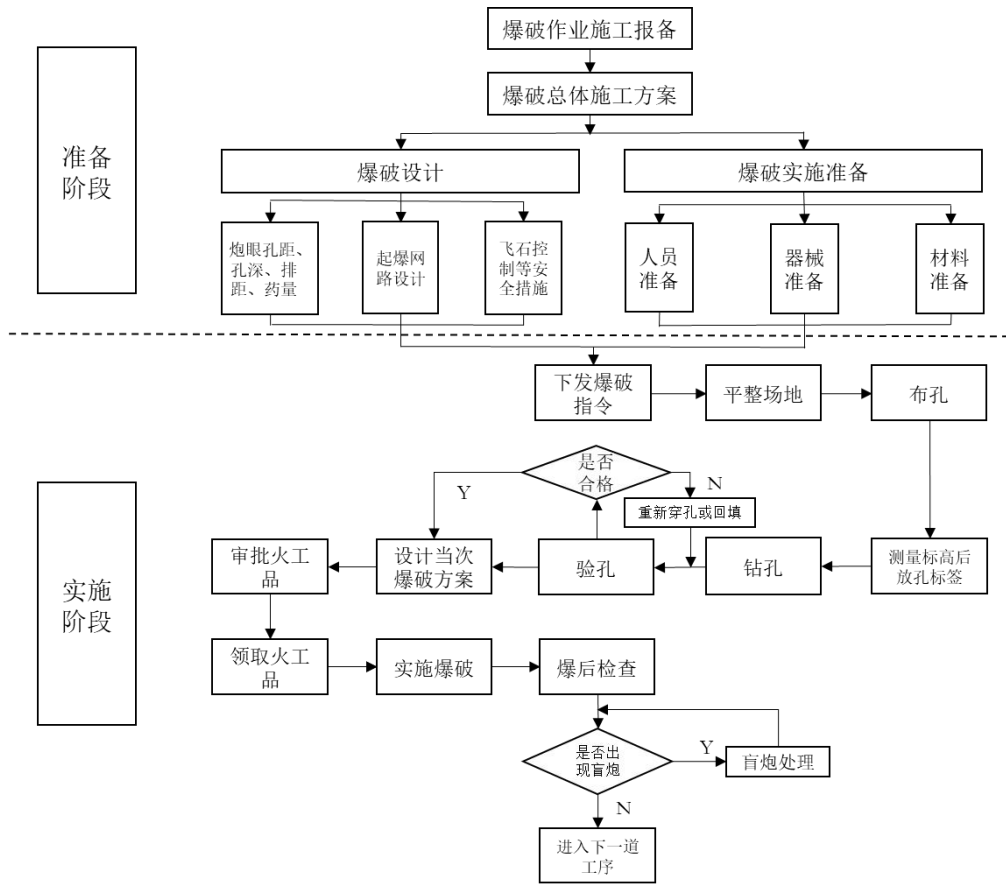 爆破作业施工报备
爆破总体施工方案
准备
阶段
爆破设计
爆破实施准备
炮眼孔距、
孔深、排
距、药量
起爆网
路设计
飞石控
制等安
全措施
人员
准备
器械
准备
材料
准备
下发爆破
指令
平整场地
布孔
是否
合格
Y
N
重新穿孔或回填
实施
阶段
审批火工
品
设计当次
爆破方案
验孔
钻孔
测量标高后
放孔标签
领取火工
品
实施爆破
爆后检查
是否出
现盲炮
Y
盲炮处理
N
进入下一道
工序